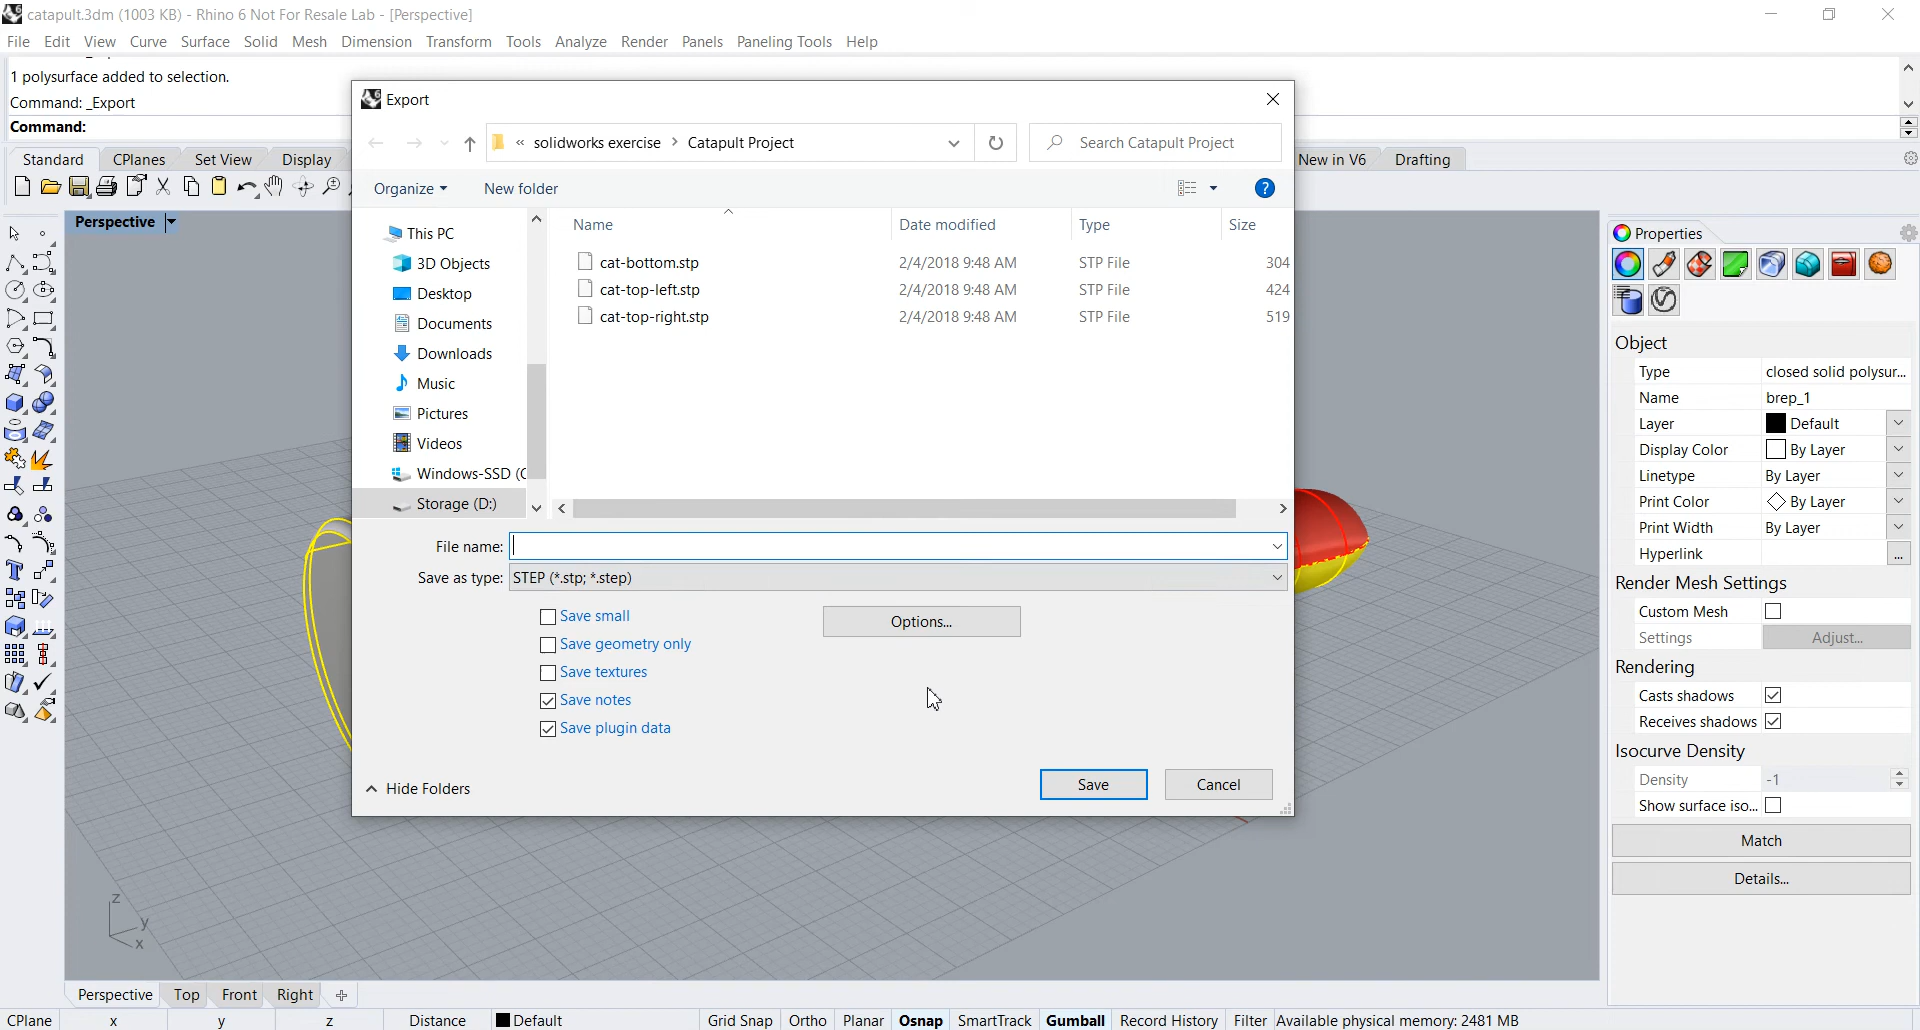 catapult.3dm (1003 KB) - Rhino 6 Not For Resale Lab - [Perspective]
File Edit View Curve Surface Solid Mesh Dimension Transform Tools Analyze Render Panels Paneling Tools Help
1 polysurface added to selection.
Command: _Export
Command:
Standard CPlanes Set View Display New in V6 Drafting
Perspective
Export
« solidworks exercise > Catapult Project
Search Catapult Project
Organize New folder
This PC
3D Objects
Desktop
Documents
Downloads
Music
Pictures
Videos
Windows-SSD (C
Storage (D:)
Name Date modified Type Size
cat-bottom.stp 2/4/2018 9:48 AM STP File 304
cat-top-left.stp 2/4/2018 9:48 AM STP File 424
cat-top-right.stp 2/4/2018 9:48 AM STP File 519
File name:
Save as type: STEP (*.stp; *.step)
Save small
Save geometry only
Save textures
Save notes
Save plugin data
Options...
Hide Folders
Save Cancel
Properties
Object
Type closed solid polysur...
Name brep_1
Layer Default
Display Color By Layer
Linetype By Layer
Print Color By Layer
Print Width By Layer
Hyperlink ...
Render Mesh Settings
Custom Mesh
Settings Adjust...
Rendering
Casts shadows
Receives shadows
Isocurve Density
Density -1
Show surface iso...
Match
Details...
z
y
x
Perspective Top Front Right
CPlane x y z Distance Default Grid Snap Ortho Planar Osnap SmartTrack Gumball Record History Filter Available physical memory: 2481 MB